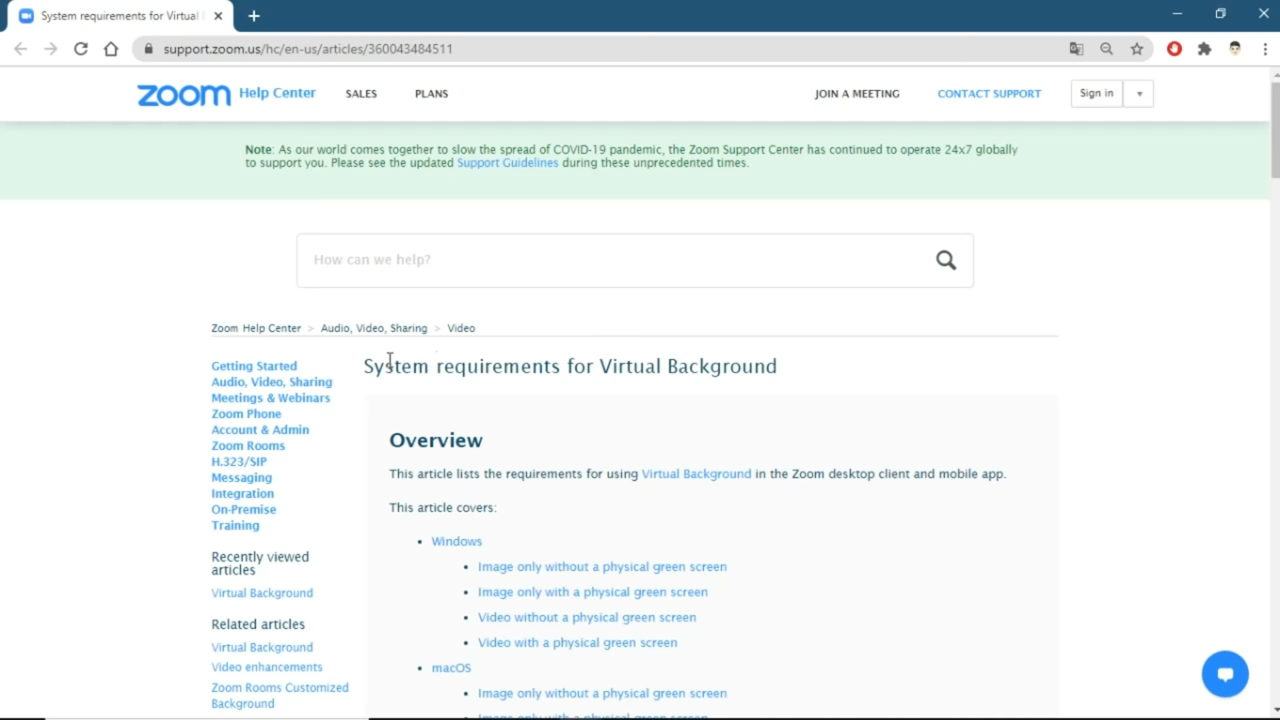 System requirements for Virtual
support.zoom.us/hc/en-us/articles/360043484511
zoom Help Center SALES PLANS JOIN A MEETING CONTACT SUPPORT Sign in
Note: As our world comes together to slow the spread of COVID-19 pandemic, the Zoom Support Center has continued to operate 24x7 globally
to support you. Please see the updated Support Guidelines during these unprecedented times.
How can we help?
Zoom Help Center > Audio, Video, Sharing > Video
Getting Started
Audio, Video, Sharing
Meetings & Webinars
Zoom Phone
Account & Admin
Zoom Rooms
H.323/SIP
Messaging
Integration
On-Premise
Training
Recently viewed
articles
Virtual Background
Related articles
Virtual Background
Video enhancements
Zoom Rooms Customized
Background
System requirements for Virtual Background
Overview
This article lists the requirements for using Virtual Background in the Zoom desktop client and mobile app.
This article covers:
• Windows
• Image only without a physical green screen
• Image only with a physical green screen
• Video without a physical green screen
• Video with a physical green screen
• macOS
• Image only without a physical green screen
• Image only with a physical green screen